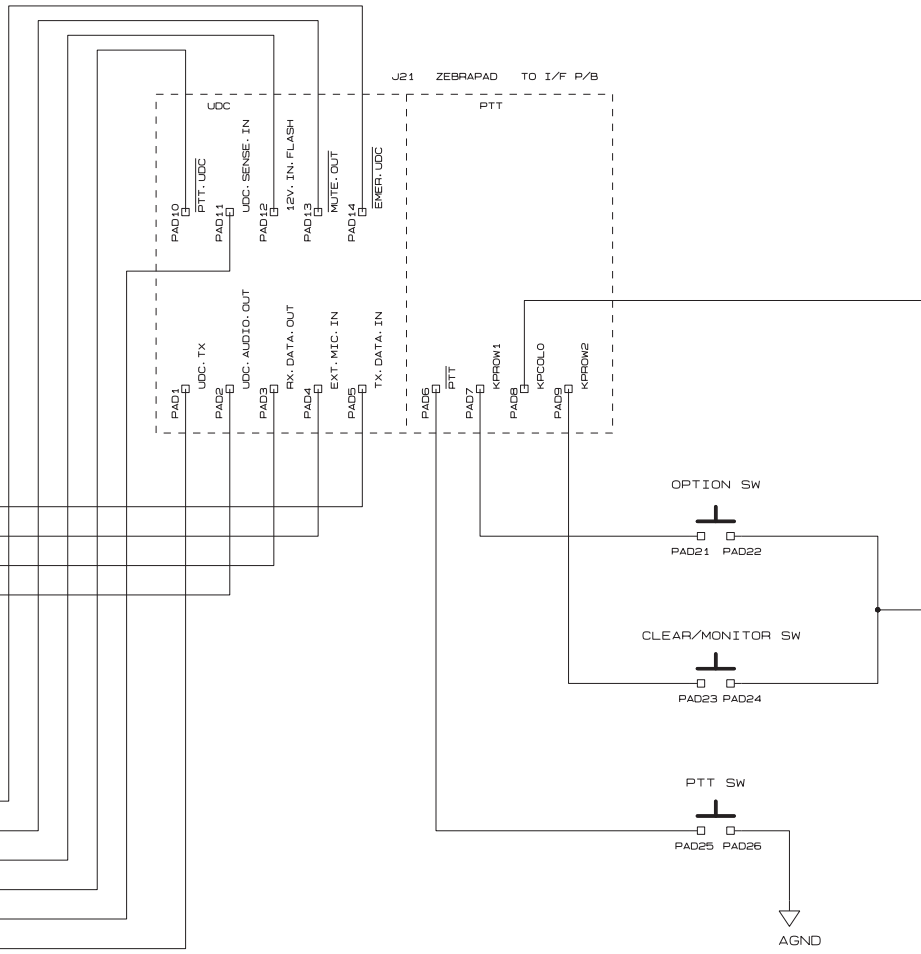 J21 ZEBRAPAD TO I/F P/B
UDC
PTT
PAD10
PTT.UDC
PAD11
UDC.SENSE.IN
PAD12
12V.IN.FLASH
PAD13
MUTE.OUT
PAD14
EMER.UDC
PAD1
UDC.TX
PAD2
UDC.AUDIO.OUT
PAD3
RX.DATA.OUT
PAD4
EXT.MIC.IN
PAD5
TX.DATA.IN
PAD6
PTT
PAD7
KPROW1
PAD8
KPCOL0
PAD9
KPROW2
OPTION SW
PAD21 PAD22
CLEAR/MONITOR SW
PAD23 PAD24
PTT SW
PAD25 PAD26
AGND